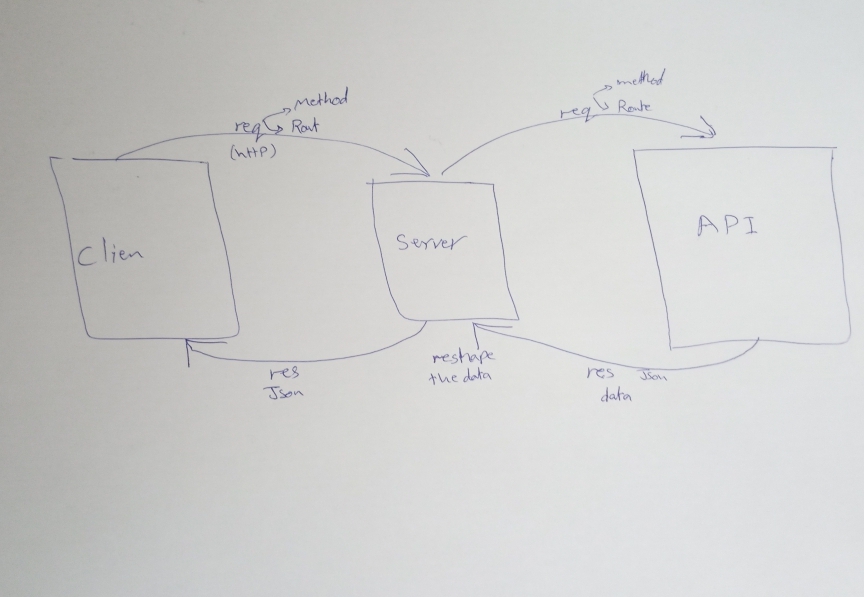 method
Method
req
Route
req
Rout
(httP)
API
Server
Clien
reshape
the data
res
Json
res Json
data